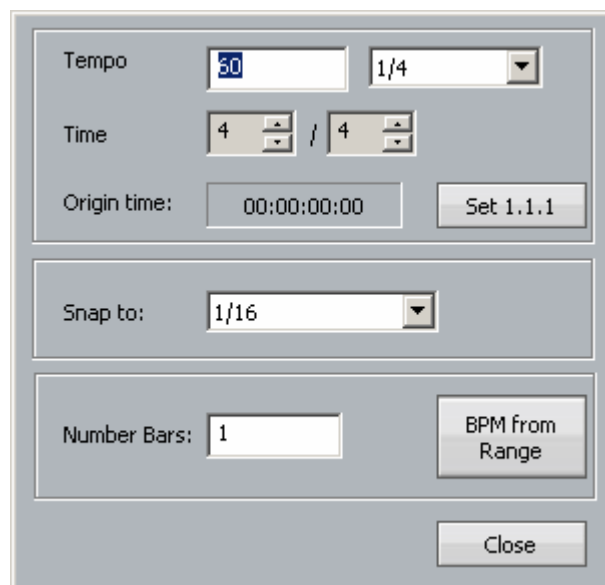 Tempo 60 1/4
Time 4 / 4
Origin time: 00:00:00:00 Set 1.1.1
Snap to: 1/16
Number Bars: 1 BPM from
Range
Close